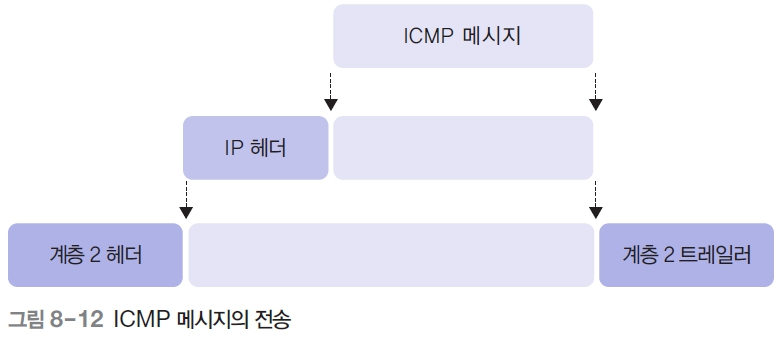 ICMP 메시지
IP 헤더
계층 2 헤더
계층 2 트레일러
그림 8-12 ICMP 메시지의 전송